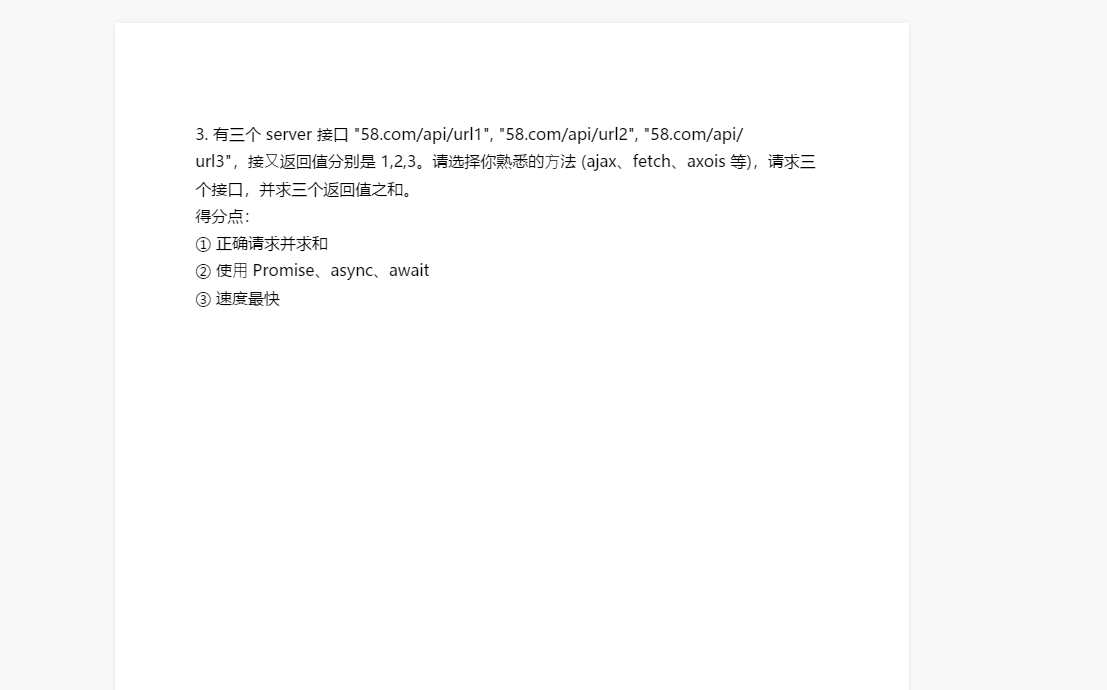 3. 有三个 server 接口 "58.com/api/url1", "58.com/api/url2", "58.com/api/
url3"，接又返回值分别是 1,2,3。请选择你熟悉的方法 (ajax、fetch、axois 等)，请求三
个接口，并求三个返回值之和。
得分点：
① 正确请求并求和
② 使用 Promise、async、await
③ 速度最快